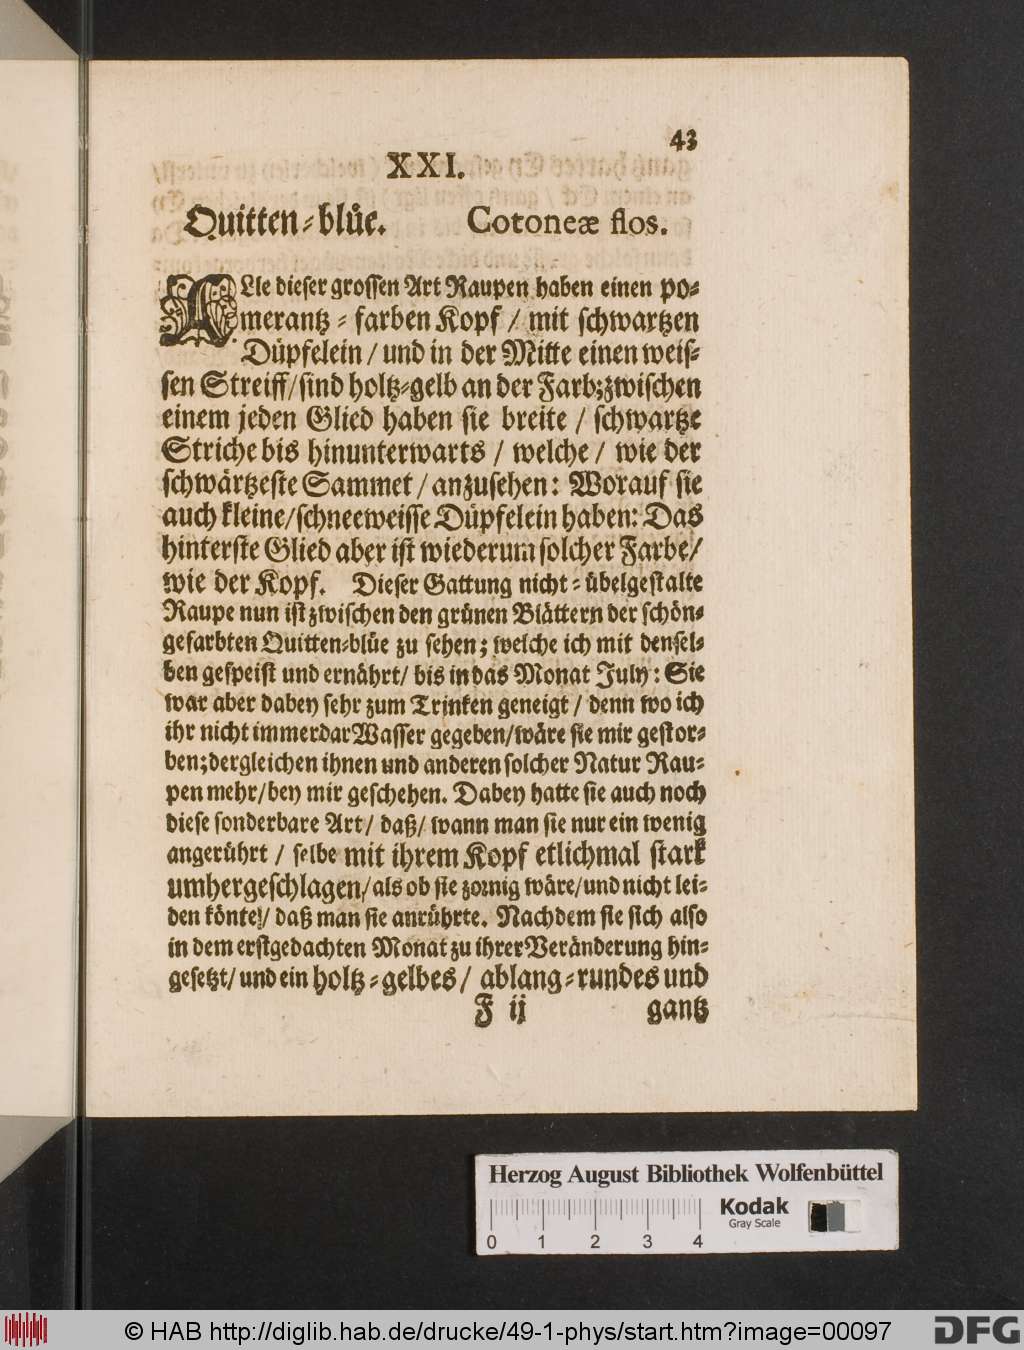 43
XXI.
Quitten-blüe. Cotoneæ flos.
ALle dieser grossen Art Raupen haben einen po-
merantz-farben Kopf / mit schwartzen
Düpfelein / und in der Mitte einen weis-
sen Streiff/sind holtz-gelb an der Farb;zwischen
einem jeden Glied haben sie breite / schwartze
Striche bis hinunterwarts / welche / wie der
schwärtzeste Sammet / anzusehen: Worauf sie
auch kleine/schneeweisse Düpfelein haben: Das
hinterste Glied aber ist wiederum solcher Farbe/
wie der Kopf. Dieser Gattung nicht-übelgestalte
Raupe nun ist zwischen den grünen Blättern der schön-
gefarbten Quitten-blüe zu sehen; welche ich mit densel-
ben gespeist und ernährt/ bis in das Monat July: Sie
war aber dabey sehr zum Trinken geneigt / denn wo ich
ihr nicht immerdar Wasser gegeben/wäre sie mir gestor-
ben;dergleichen ihnen und anderen solcher Natur Rau-
pen mehr/bey mir geschehen. Dabey hatte sie auch noch
diese sonderbare Art/ daß/ wann man sie nur ein wenig
angerührt / selbe mit ihrem Kopf etlichmal stark
umhergeschlagen/als ob sie zornig wäre/und nicht lei-
den könte/ daß man sie anrührte. Nachdem sie sich also
in dem erstgedachten Monat zu ihrer Veränderung hin-
gesetzt/ und ein holtz-gelbes/ ablang-rundes und
F ij gantz
Herzog August Bibliothek Wolfenbüttel
Kodak
Gray Scale
0 1 2 3 4
© HAB http://diglib.hab.de/drucke/49-1-phys/start.htm?image=00097
DFG